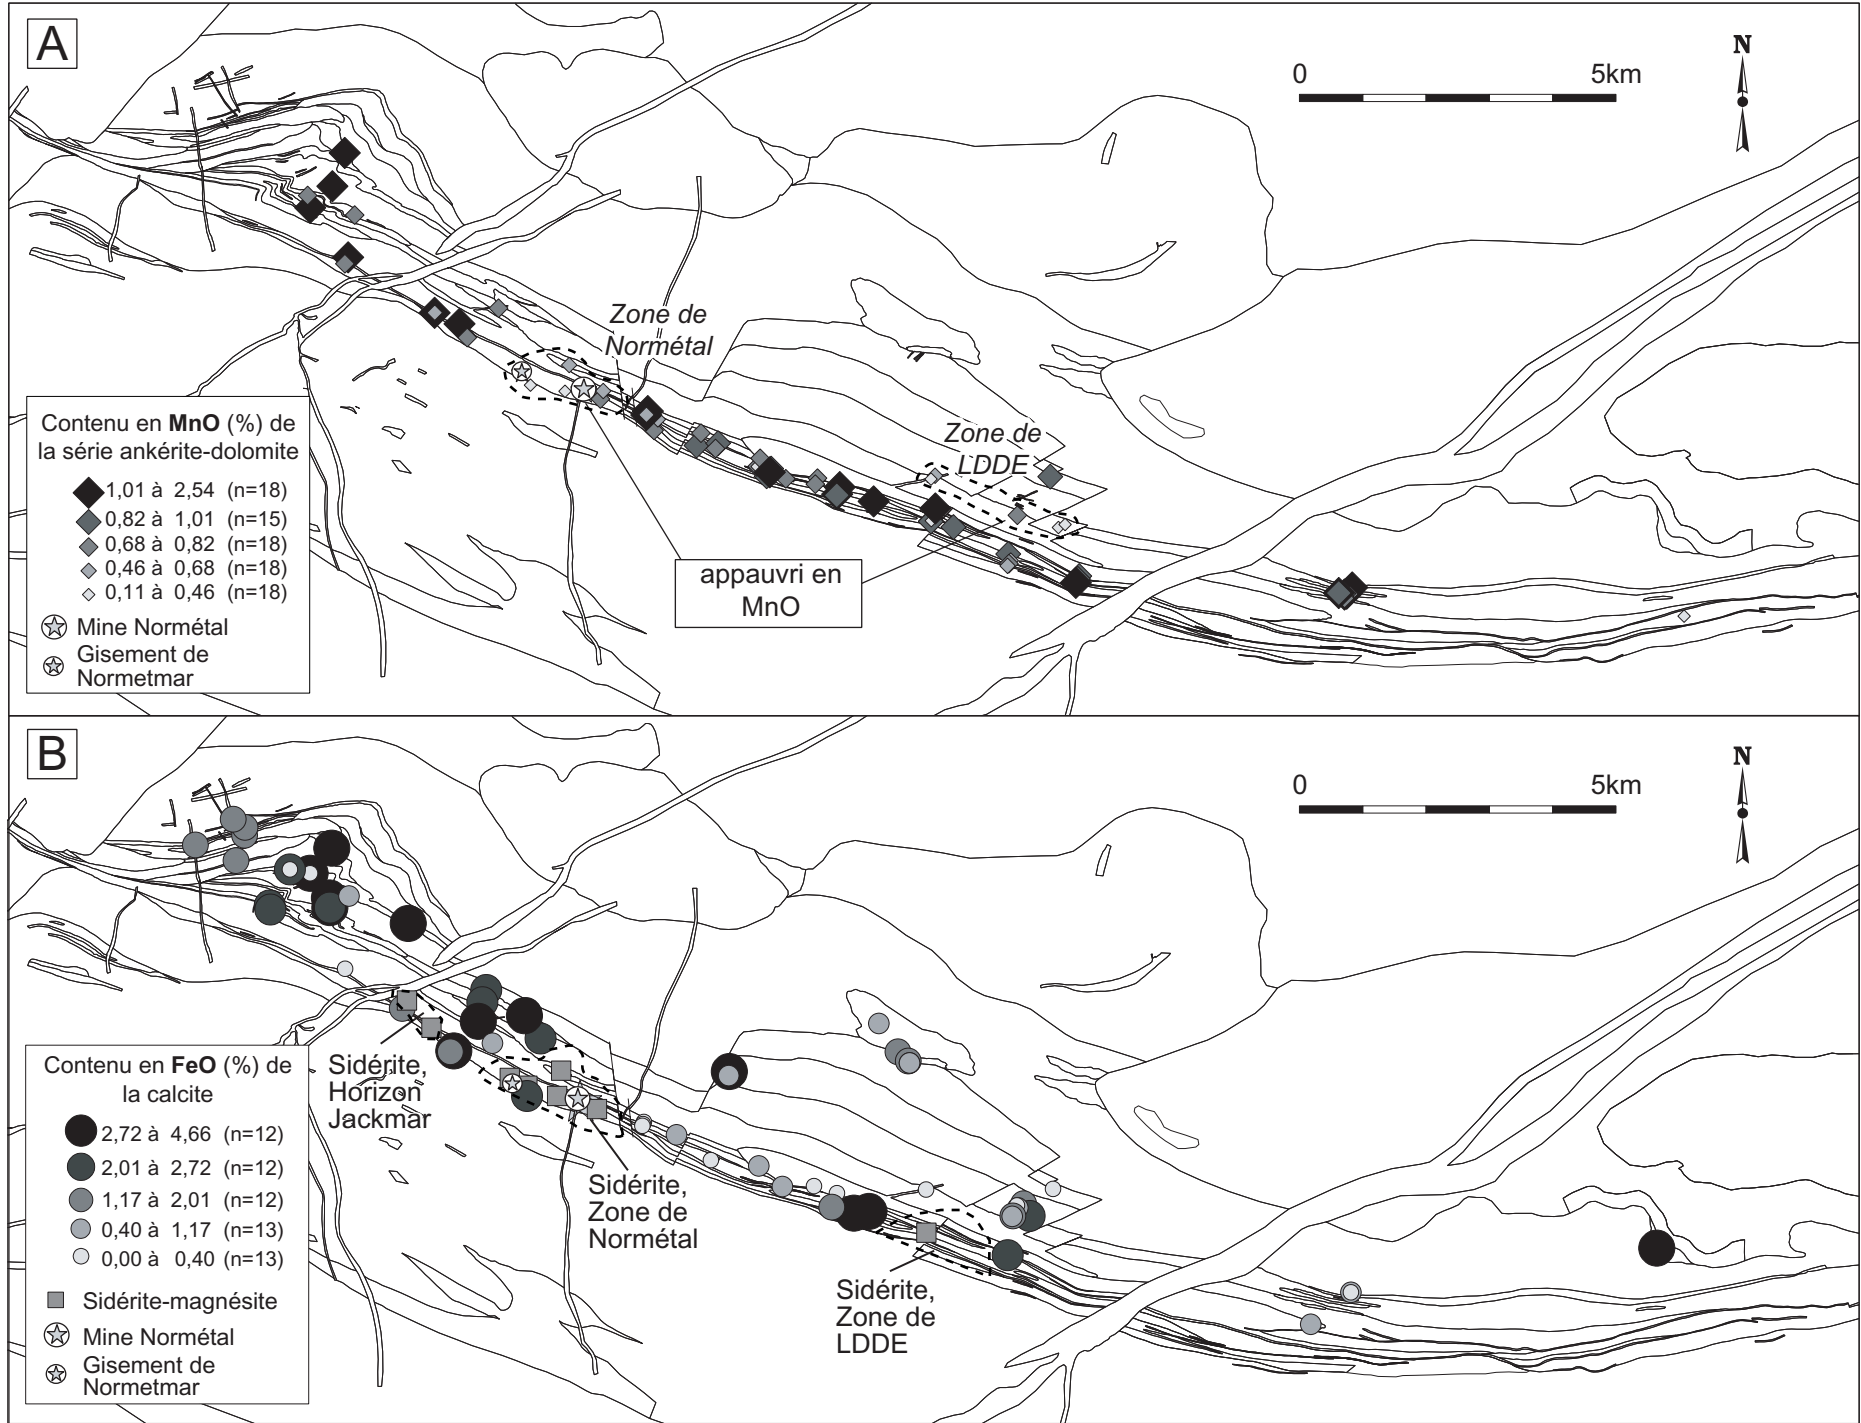 A
0 5km
N
Zone de
Normétal
Zone de
LDDE
appauvri en
MnO
Contenu en MnO (%) de
la série ankérite-dolomite
1,01 à 2,54 (n=18)
0,82 à 1,01 (n=15)
0,68 à 0,82 (n=18)
0,46 à 0,68 (n=18)
0,11 à 0,46 (n=18)
Mine Normétal
Gisement de
Normetmar
B
0 5km
N
Sidérite,
Horizon
Jackmar
Sidérite,
Zone de
Normétal
Sidérite,
Zone de
LDDE
Contenu en FeO (%) de
la calcite
2,72 à 4,66 (n=12)
2,01 à 2,72 (n=12)
1,17 à 2,01 (n=12)
0,40 à 1,17 (n=13)
0,00 à 0,40 (n=13)
Sidérite-magnésite
Mine Normétal
Gisement de
Normetmar